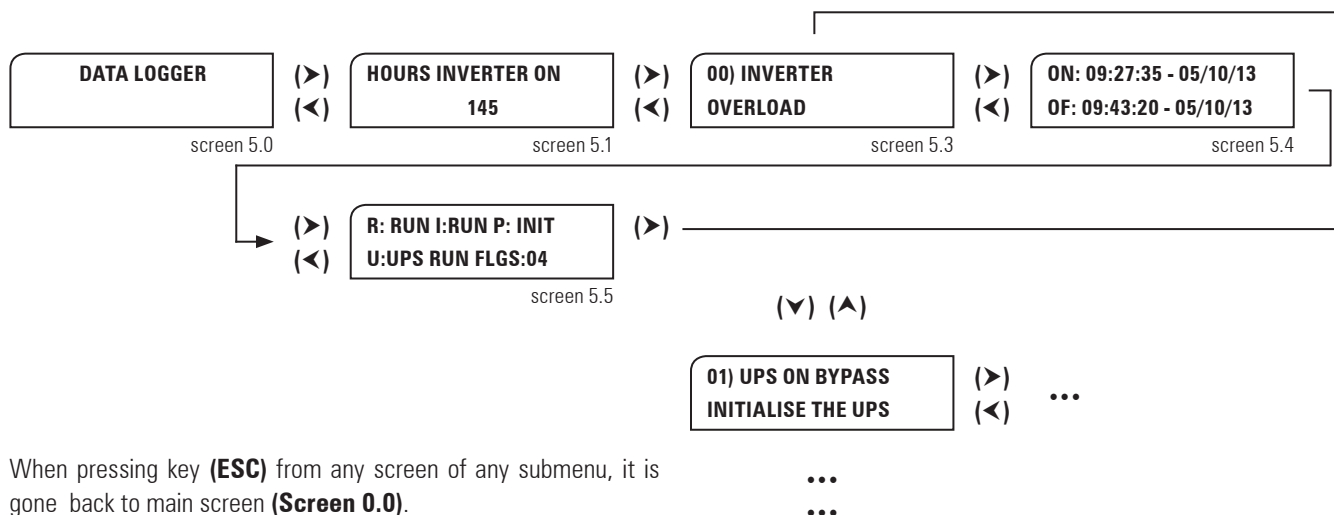 DATA LOGGER
(➤)
(⮜)
HOURS INVERTER ON
145
(➤)
(⮜)
00) INVERTER
OVERLOAD
(➤)
(⮜)
ON: 09:27:35 - 05/10/13
OF: 09:43:20 - 05/10/13
screen 5.0
screen 5.1
screen 5.3
screen 5.4
(➤)
(⮜)
R: RUN I:RUN P: INIT
U:UPS RUN FLGS:04
(➤)
screen 5.5
(⮟) (⮝)
01) UPS ON BYPASS
INITIALISE THE UPS
(➤)
(⮜)
...
When pressing key (ESC) from any screen of any submenu, it is
gone back to main screen (Screen 0.0).
...
...